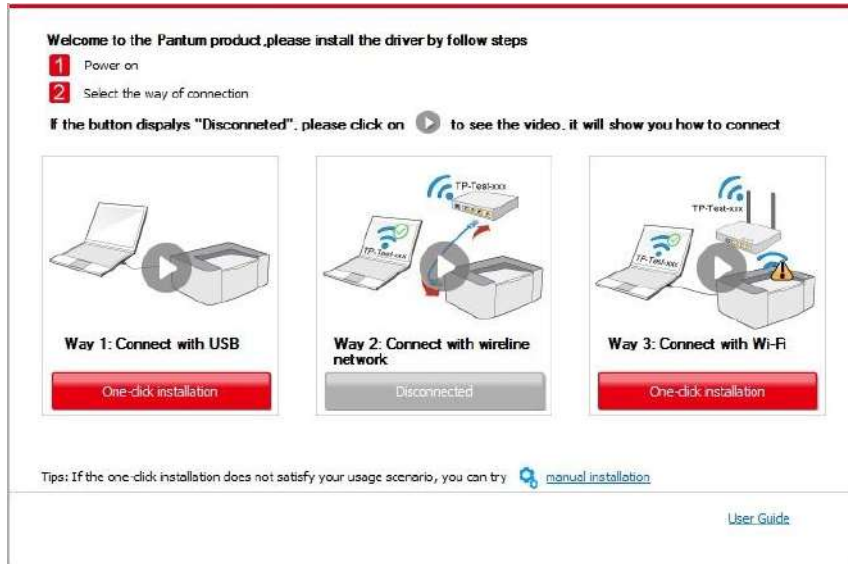 Welcome to the Pantum product,please install the driver by follow steps
1 Power on
2 Select the way of connection
If the button dispalys "Disconneted", please click on to see the video, it will show you how to connect
TP-Test-xxx
TP-Test-xxx
TP-Test-xxx
TP-Test-xxx
Way 1: Connect with USB
Way 2: Connect with wireline
network
Way 3: Connect with Wi-Fi
One-click installation
Disconnected
One-click installation
Tips: If the one-click installation does not satisfy your usage scenario, you can try manual installation
User Guide